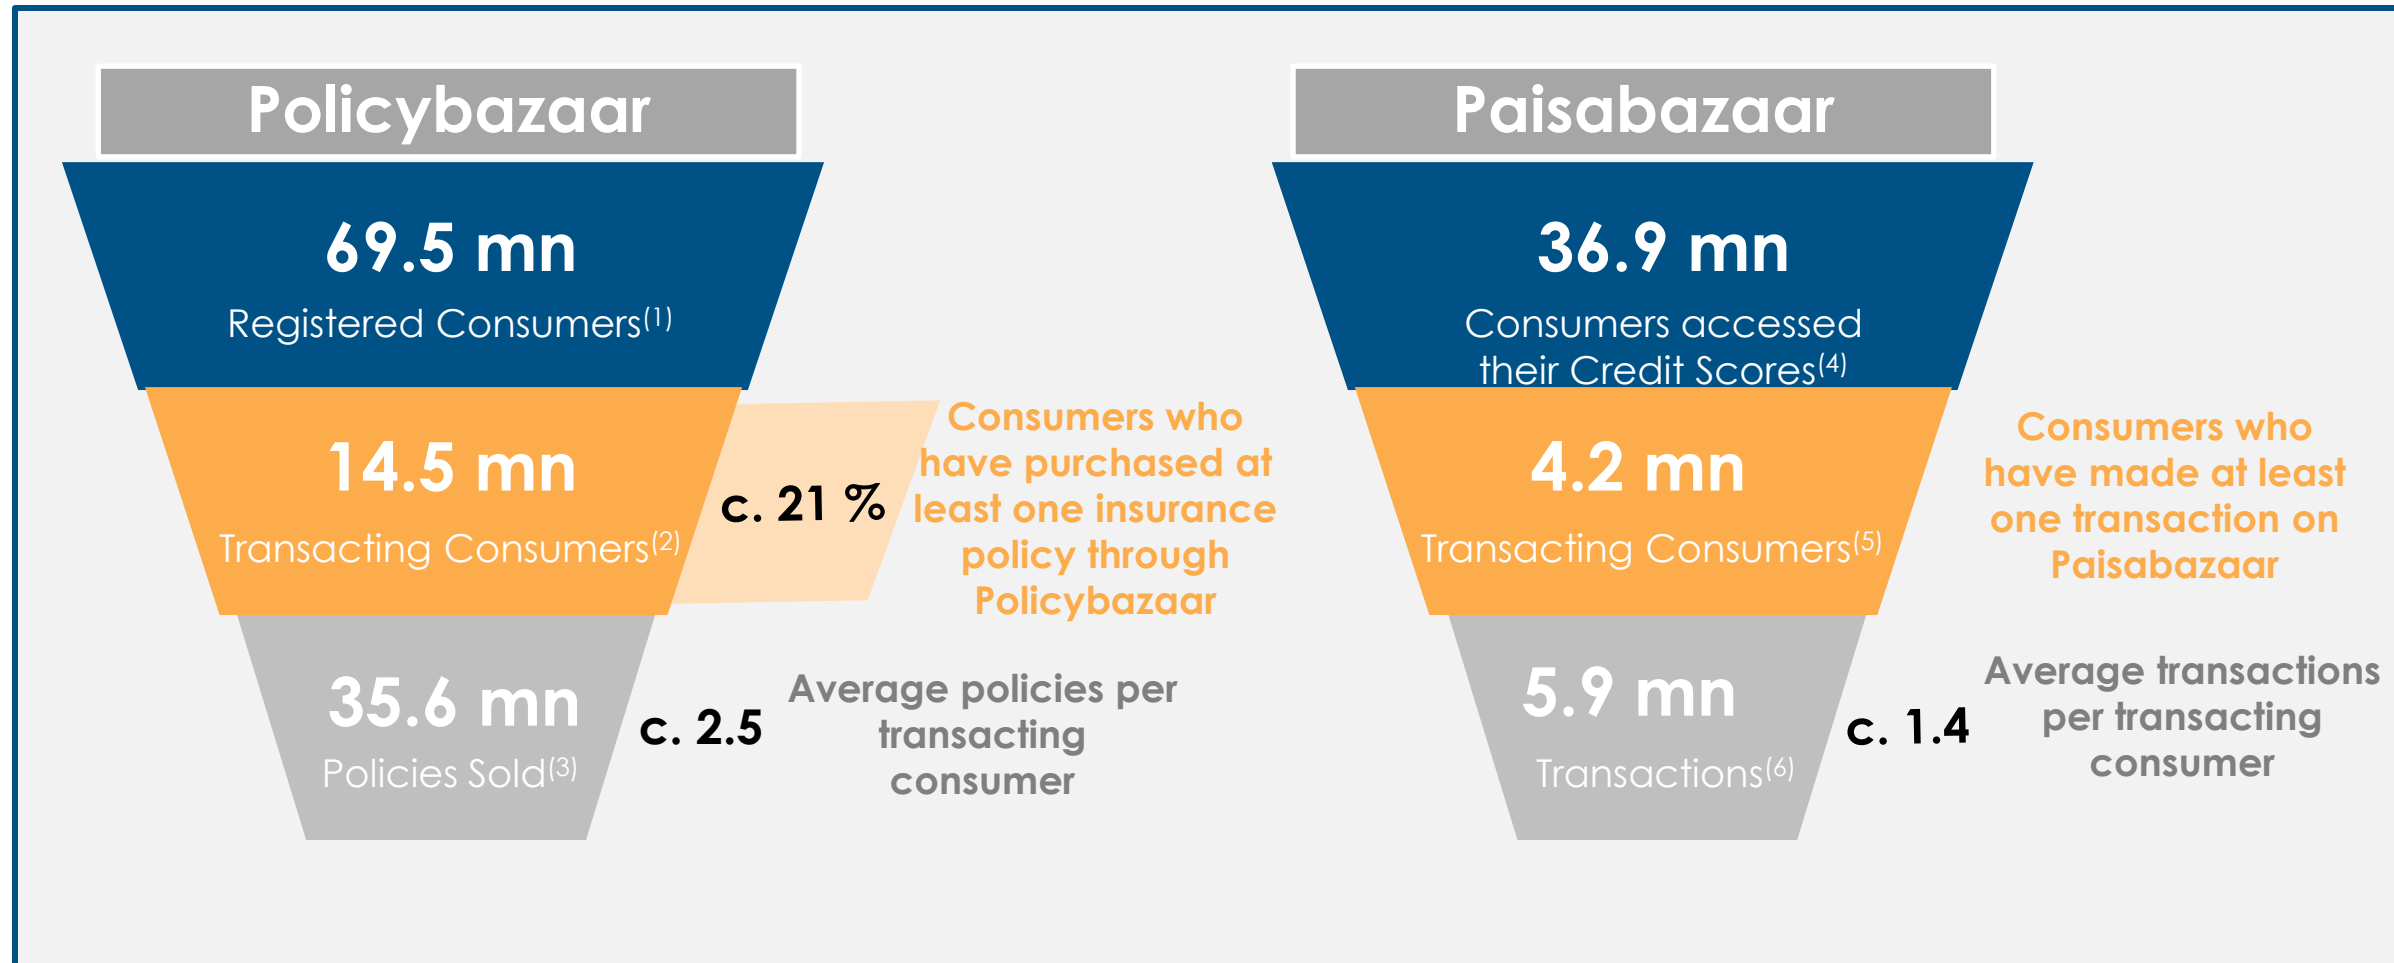 Policybazaar
69.5 mn
Registered Consumers(1)
14.5 mn
Transacting Consumers(2)
c. 21 %
Consumers who
have purchased at
least one insurance
policy through
Policybazaar
35.6 mn
Policies Sold(3)
c. 2.5
Average policies per
transacting
consumer
Paisabazaar
36.9 mn
Consumers accessed
their Credit Scores(4)
4.2 mn
Transacting Consumers(5)
Consumers who
have made at least
one transaction on
Paisabazaar
5.9 mn
Transactions(6)
c. 1.4
Average transactions
per transacting
consumer